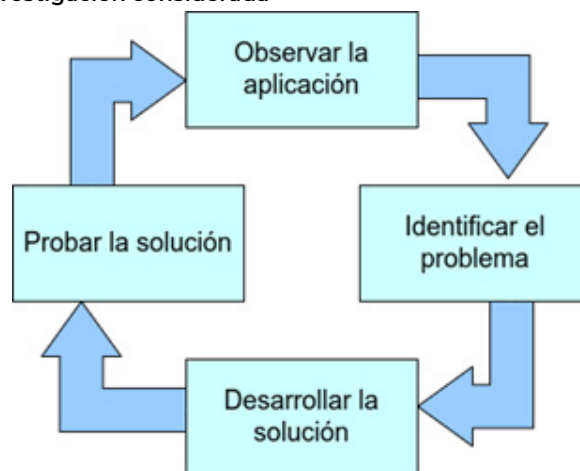 Observar la
aplicación
Identificar el
problema
Desarrollar la
solución
Probar la solución